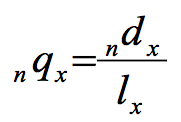 ₙqₓ = ₙdₓ / lₓ